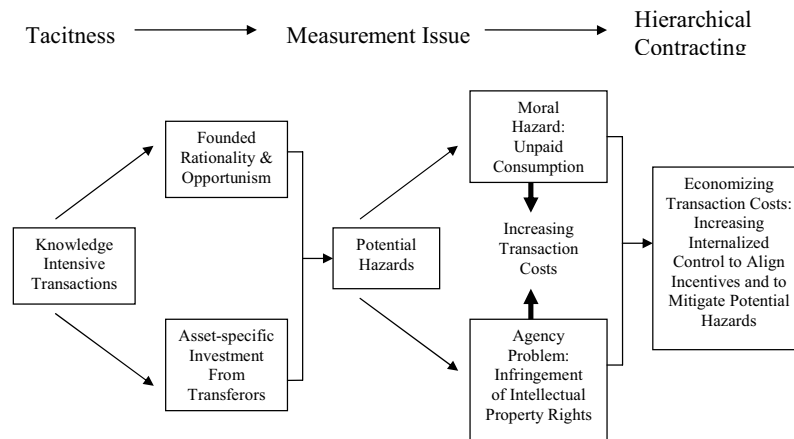 Tacitness
Measurement Issue
Hierarchical
Contracting
Founded
Rationality &
Opportunism
Moral
Hazard:
Unpaid
Consumption
Knowledge
Intensive
Transactions
Potential
Hazards
Increasing
Transaction
Costs
Economizing
Transaction Costs:
Increasing
Internalized
Control to Align
Incentives and to
Mitigate Potential
Hazards
Asset-specific
Investment
From
Transferors
Agency
Problem:
Infringement
of Intellectual
Property Rights